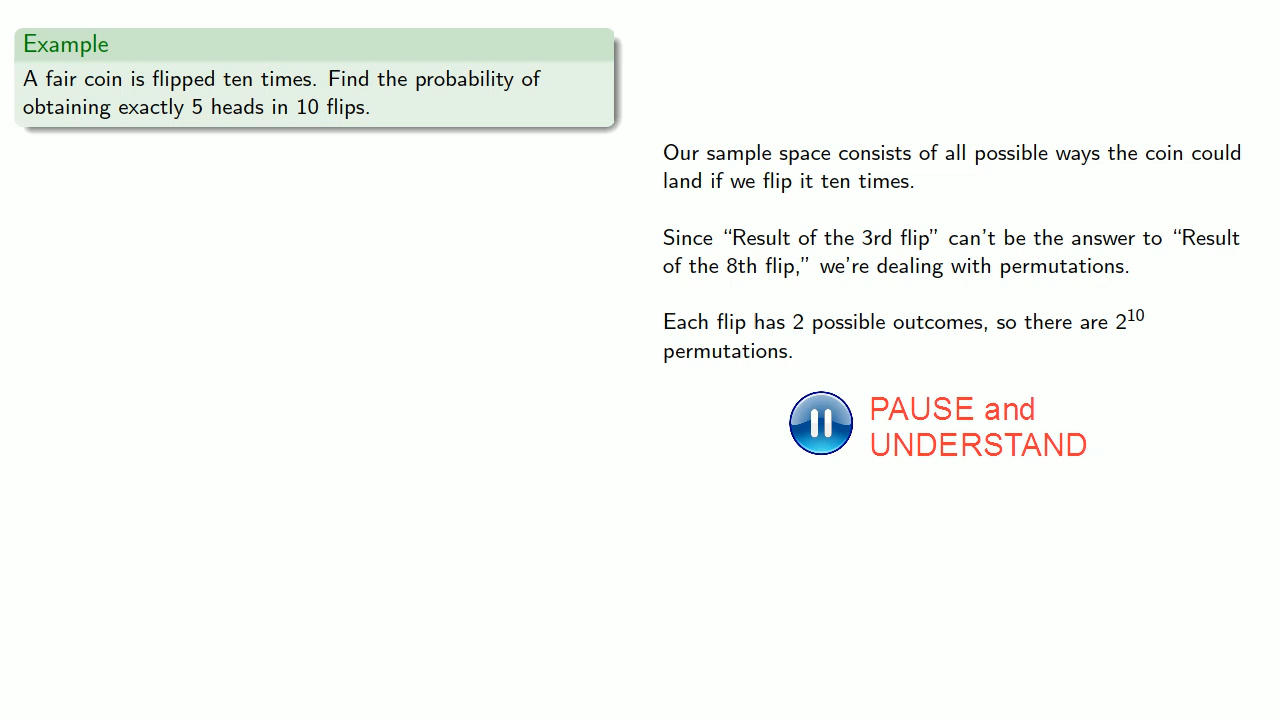 Example
A fair coin is flipped ten times. Find the probability of
obtaining exactly 5 heads in 10 flips.
Our sample space consists of all possible ways the coin could
land if we flip it ten times.
Since “Result of the 3rd flip” can’t be the answer to “Result
of the 8th flip,” we’re dealing with permutations.
Each flip has 2 possible outcomes, so there are 2¹⁰
permutations.
PAUSE and
UNDERSTAND